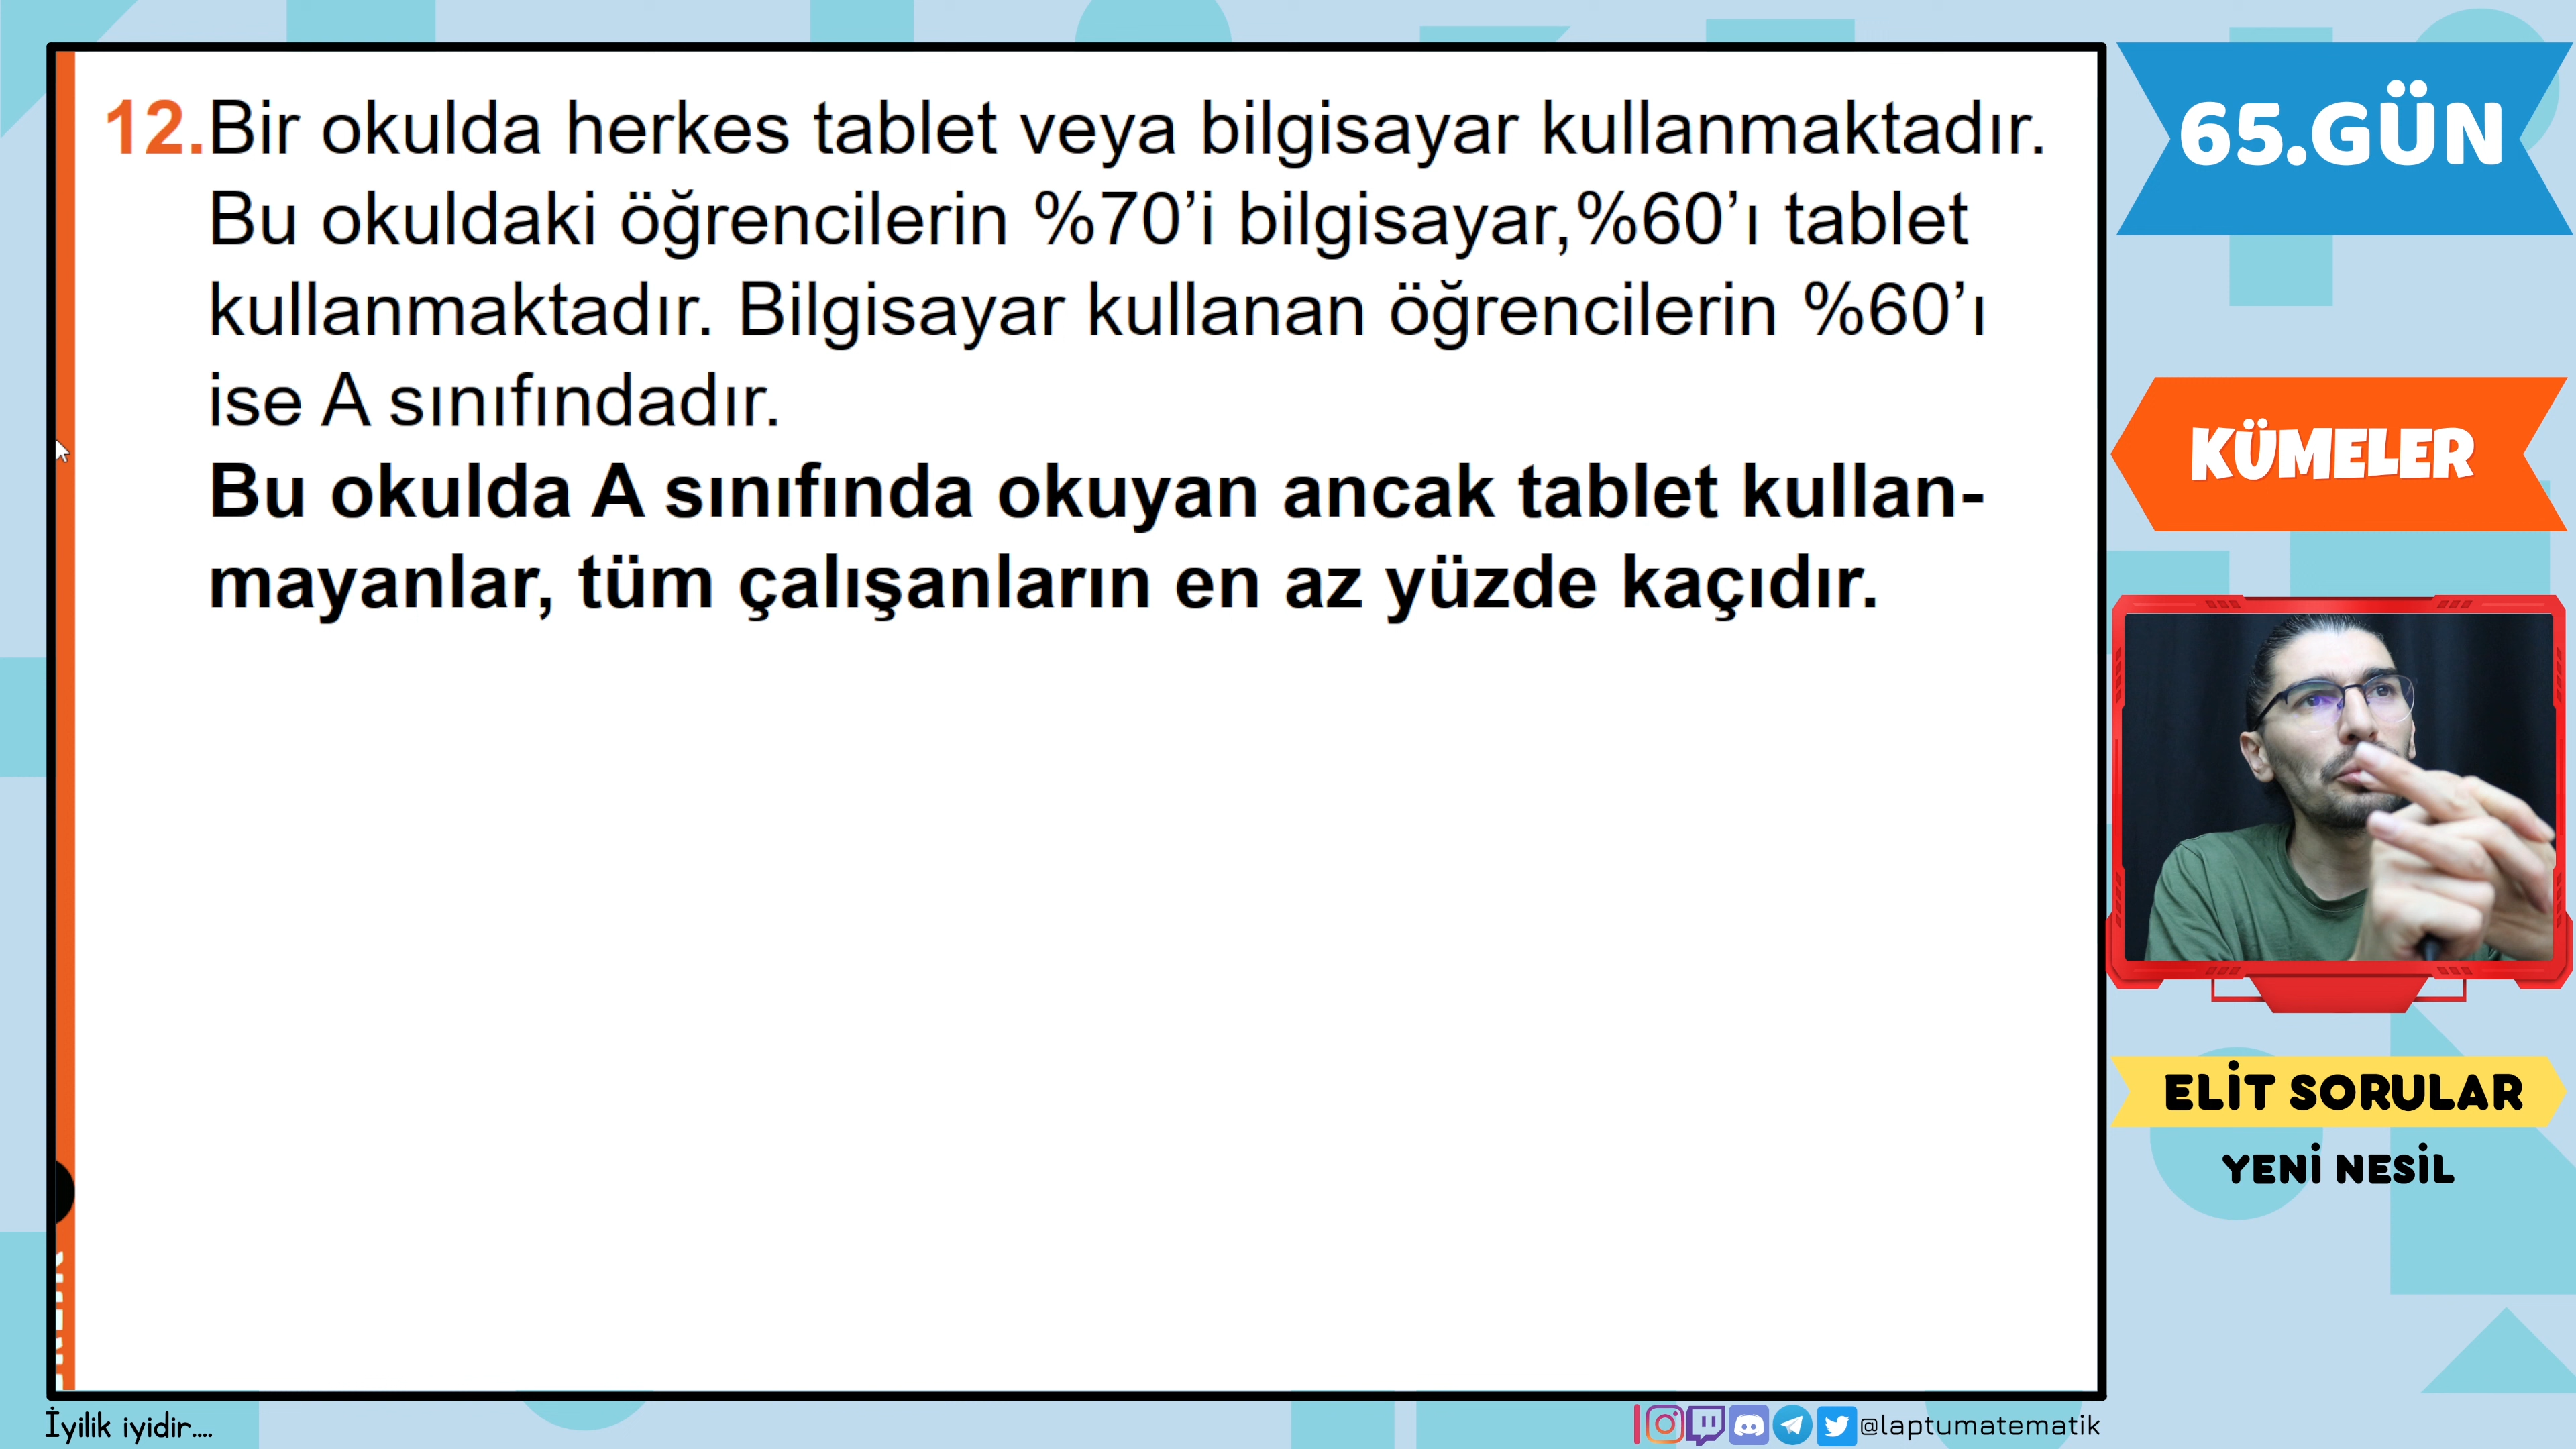 12.Bir okulda herkes tablet veya bilgisayar kullanmaktadır.
Bu okuldaki öğrencilerin %70’i bilgisayar,%60’ı tablet
kullanmaktadır. Bilgisayar kullanan öğrencilerin %60’ı
ise A sınıfındadır.
Bu okulda A sınıfında okuyan ancak tablet kullan-
mayanlar, tüm çalışanların en az yüzde kaçıdır.
65.GÜN
KÜMELER
ELİT SORULAR
YENİ NESİL
İyilik iyidir....
@laptumatematik